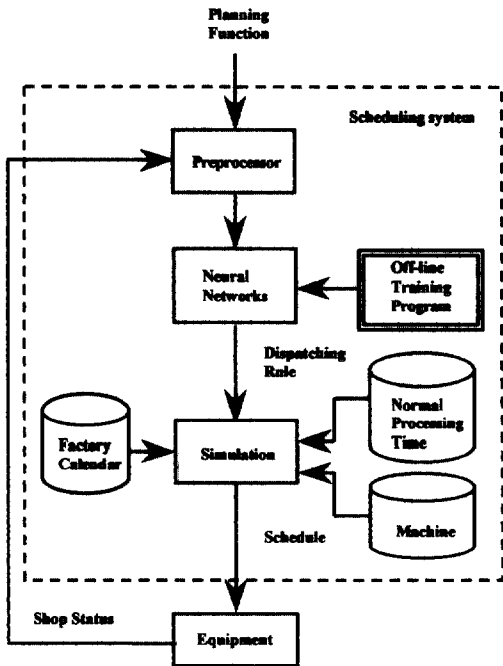 Planning
Function
Scheduling system
Preprocessor
Neural
Networks
Off-line
Training
Program
Dispatching
Rule
Factory
Calendar
Simulation
Normal
Processing
Time
Machine
Schedule
Shop Status
Equipment